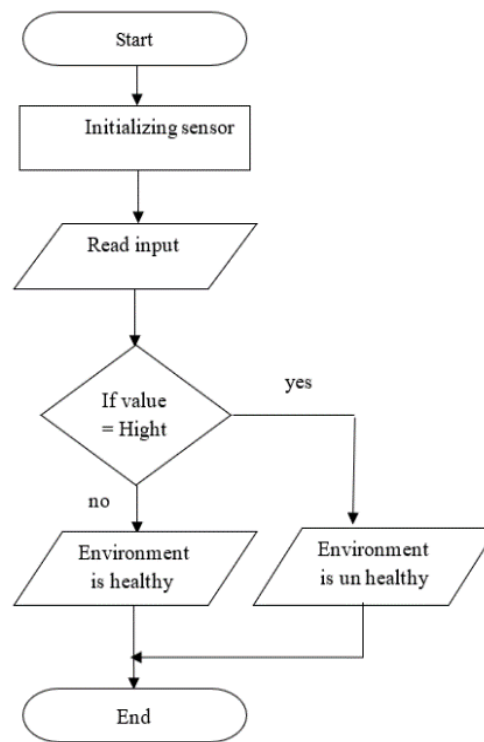 Start
Initializing sensor
Read input
If value
= Hight
yes
no
Environment
is healthy
Environment
is un healthy
End